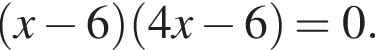 (x − 6)(4x − 6) = 0.